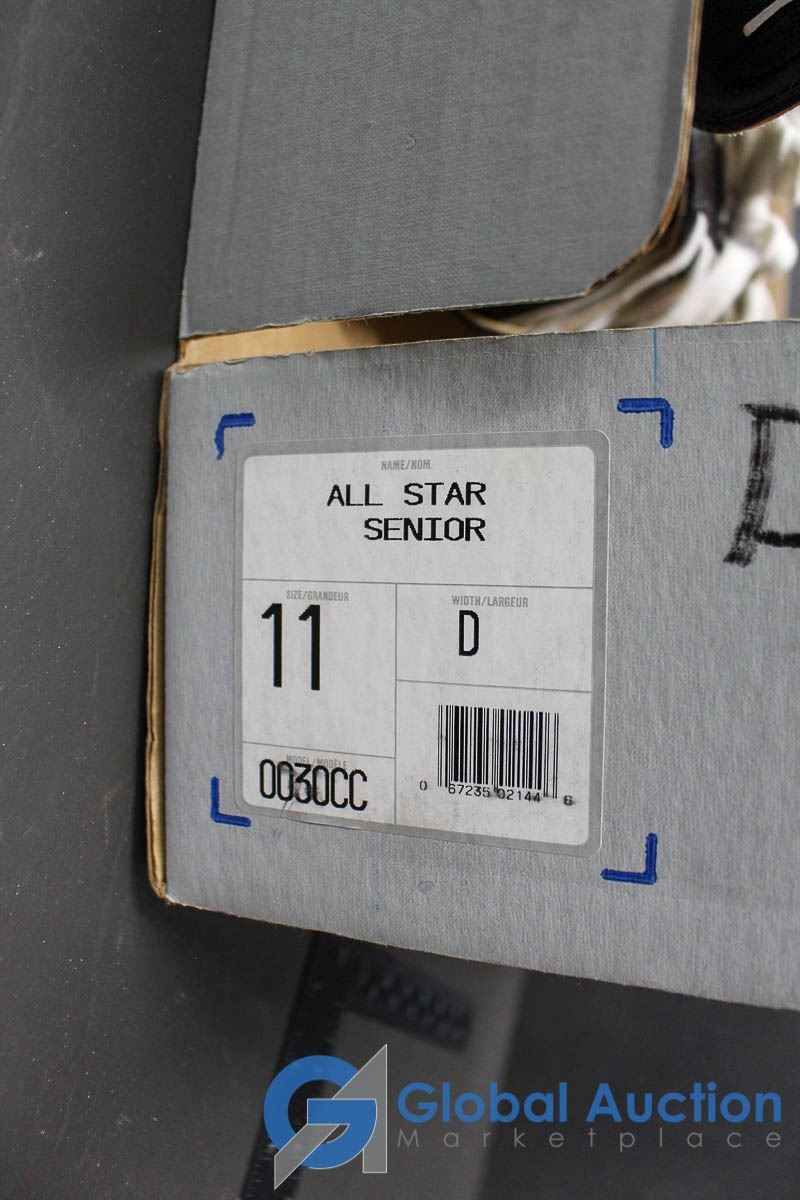 NAME/NOM
ALL STAR
SENIOR
SIZE/GRANDEUR
11
WIDTH/LARGEUR
D
MODEL/MODÈLE
0030CC
0 67235 02144 6
Global Auction
Marketplace